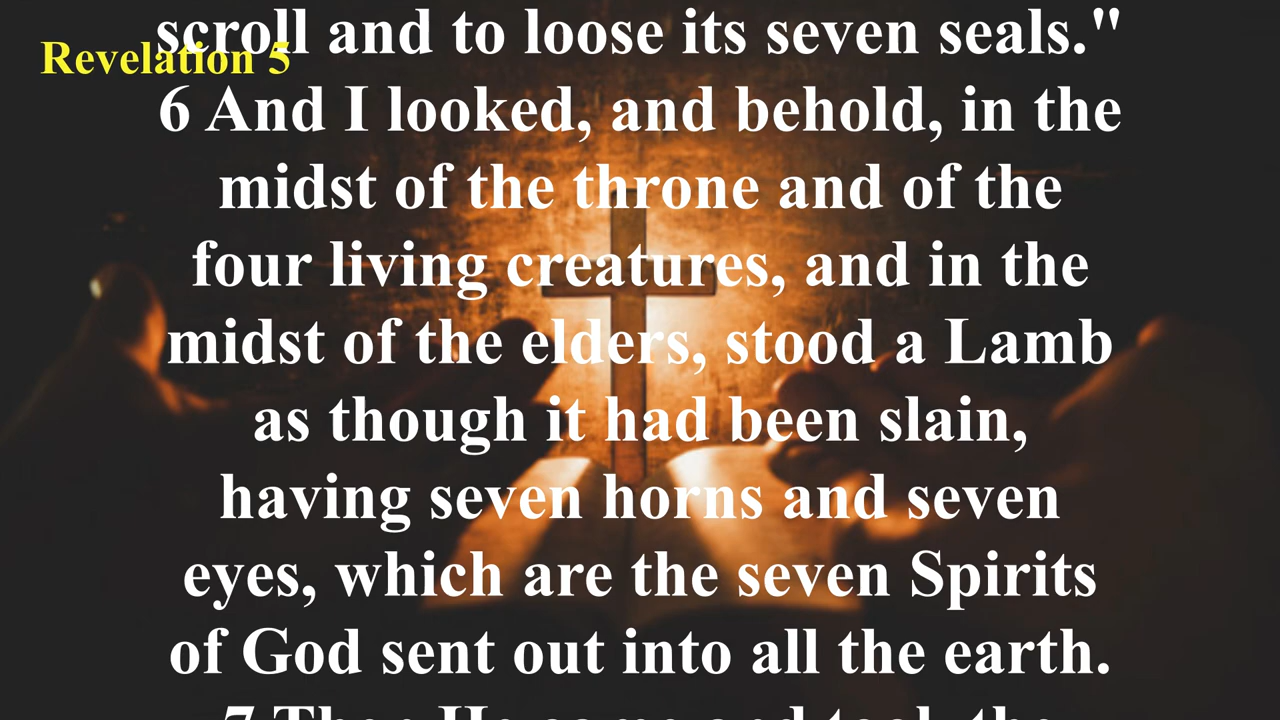 scroll and to loose its seven seals."
Revelation 5
6 And I looked, and behold, in the
midst of the throne and of the
four living creatures, and in the
midst of the elders, stood a Lamb
as though it had been slain,
having seven horns and seven
eyes, which are the seven Spirits
of God sent out into all the earth.
7 Then He came and took the